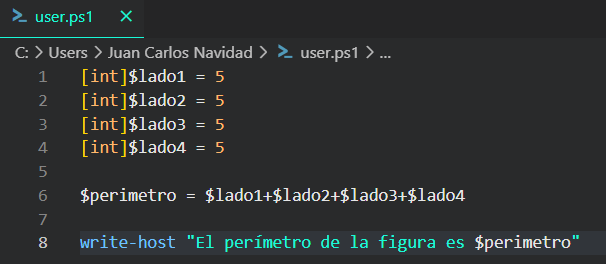 user.ps1 ×
C: > Users > Juan Carlos Navidad > user.ps1 > ...
1 [int]$lado1 = 5
2 [int]$lado2 = 5
3 [int]$lado3 = 5
4 [int]$lado4 = 5
5
6 $perimetro = $lado1+$lado2+$lado3+$lado4
7
8 write-host "El perímetro de la figura es $perimetro"